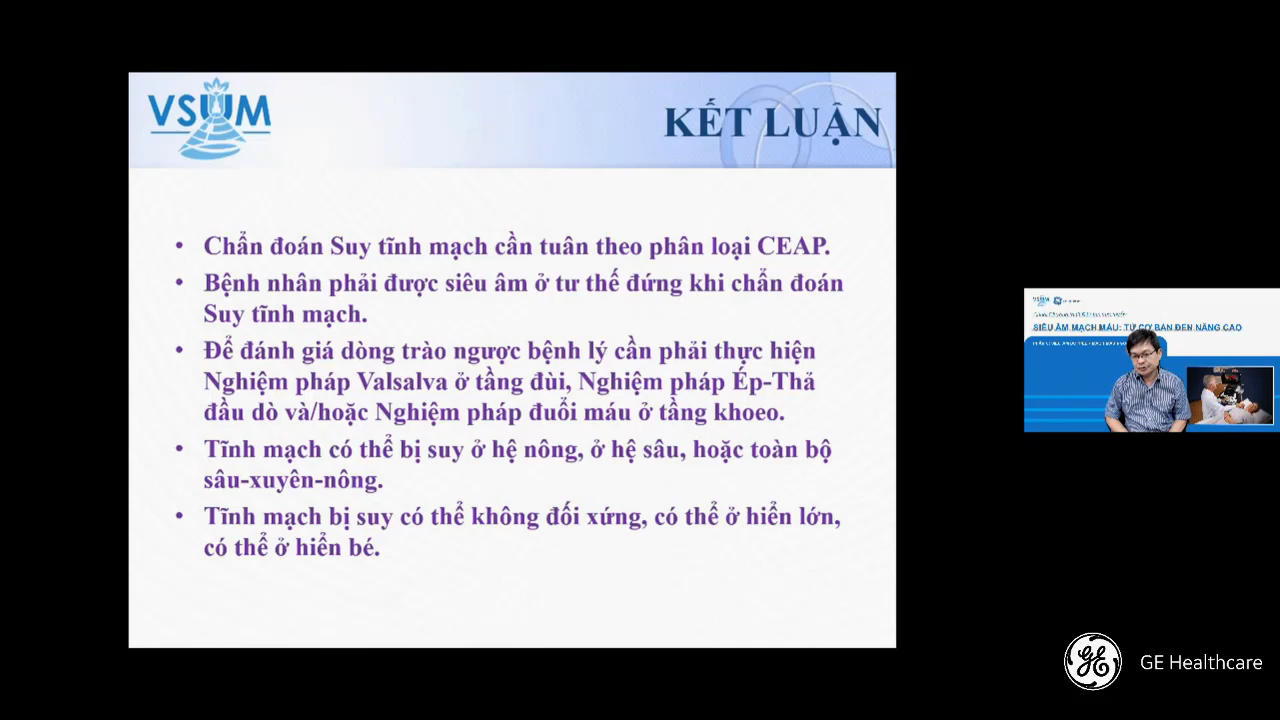 VSUM
KẾT LUẬN
• Chẩn đoán Suy tĩnh mạch cần tuân theo phân loại CEAP.
• Bệnh nhân phải được siêu âm ở tư thế đứng khi chẩn đoán
Suy tĩnh mạch.
• Để đánh giá dòng trào ngược bệnh lý cần phải thực hiện
Nghiệm pháp Valsalva ở tầng đùi, Nghiệm pháp Ép-Thả
đầu dò và/hoặc Nghiệm pháp đuổi máu ở tầng khoeo.
• Tĩnh mạch có thể bị suy ở hệ nông, ở hệ sâu, hoặc toàn bộ
sâu-xuyên-nông.
• Tĩnh mạch bị suy có thể không đối xứng, có thể ở hiển lớn,
có thể ở hiển bé.
VSUM
SIÊU ÂM MẠCH MÁU: TỪ CƠ BẢN ĐẾN NÂNG CAO
GE Healthcare